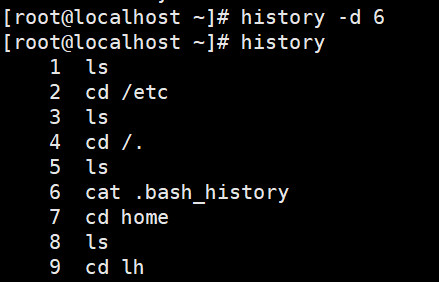 [root@localhost ~]# history -d 6
[root@localhost ~]# history
1 ls
2 cd /etc
3 ls
4 cd /.
5 ls
6 cat .bash_history
7 cd home
8 ls
9 cd lh